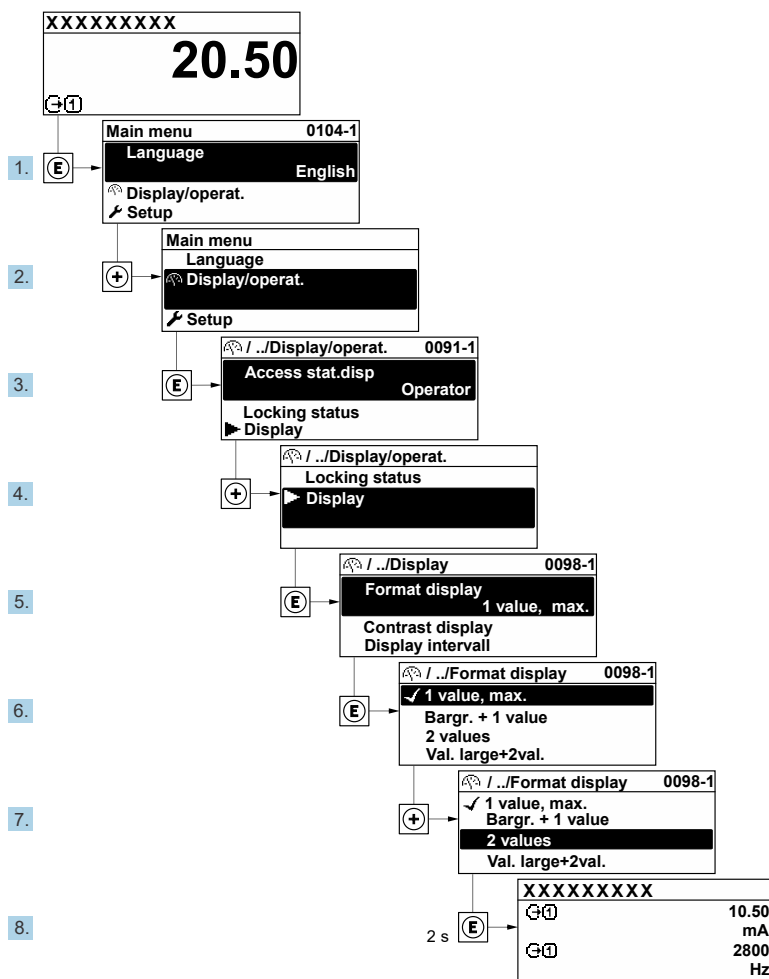 XXXXXXXXX
20.50
1
Main menu 0104-1
Language
English
Display/operat.
Setup
1. E
Main menu
Language
Display/operat.
Setup
2. +
/ ../Display/operat. 0091-1
Access stat.disp
Operator
Locking status
Display
3. E
/ ../Display/operat.
Locking status
Display
4. +
/ ../Display 0098-1
Format display
1 value, max.
Contrast display
Display intervall
5. E
/ ../Format display 0098-1
1 value, max.
Bargr. + 1 value
2 values
Val. large+2val.
6. E
/ ../Format display 0098-1
1 value, max.
Bargr. + 1 value
2 values
Val. large+2val.
7. +
XXXXXXXXX
1 10.50
mA
1 2800
Hz
8. 2 s E